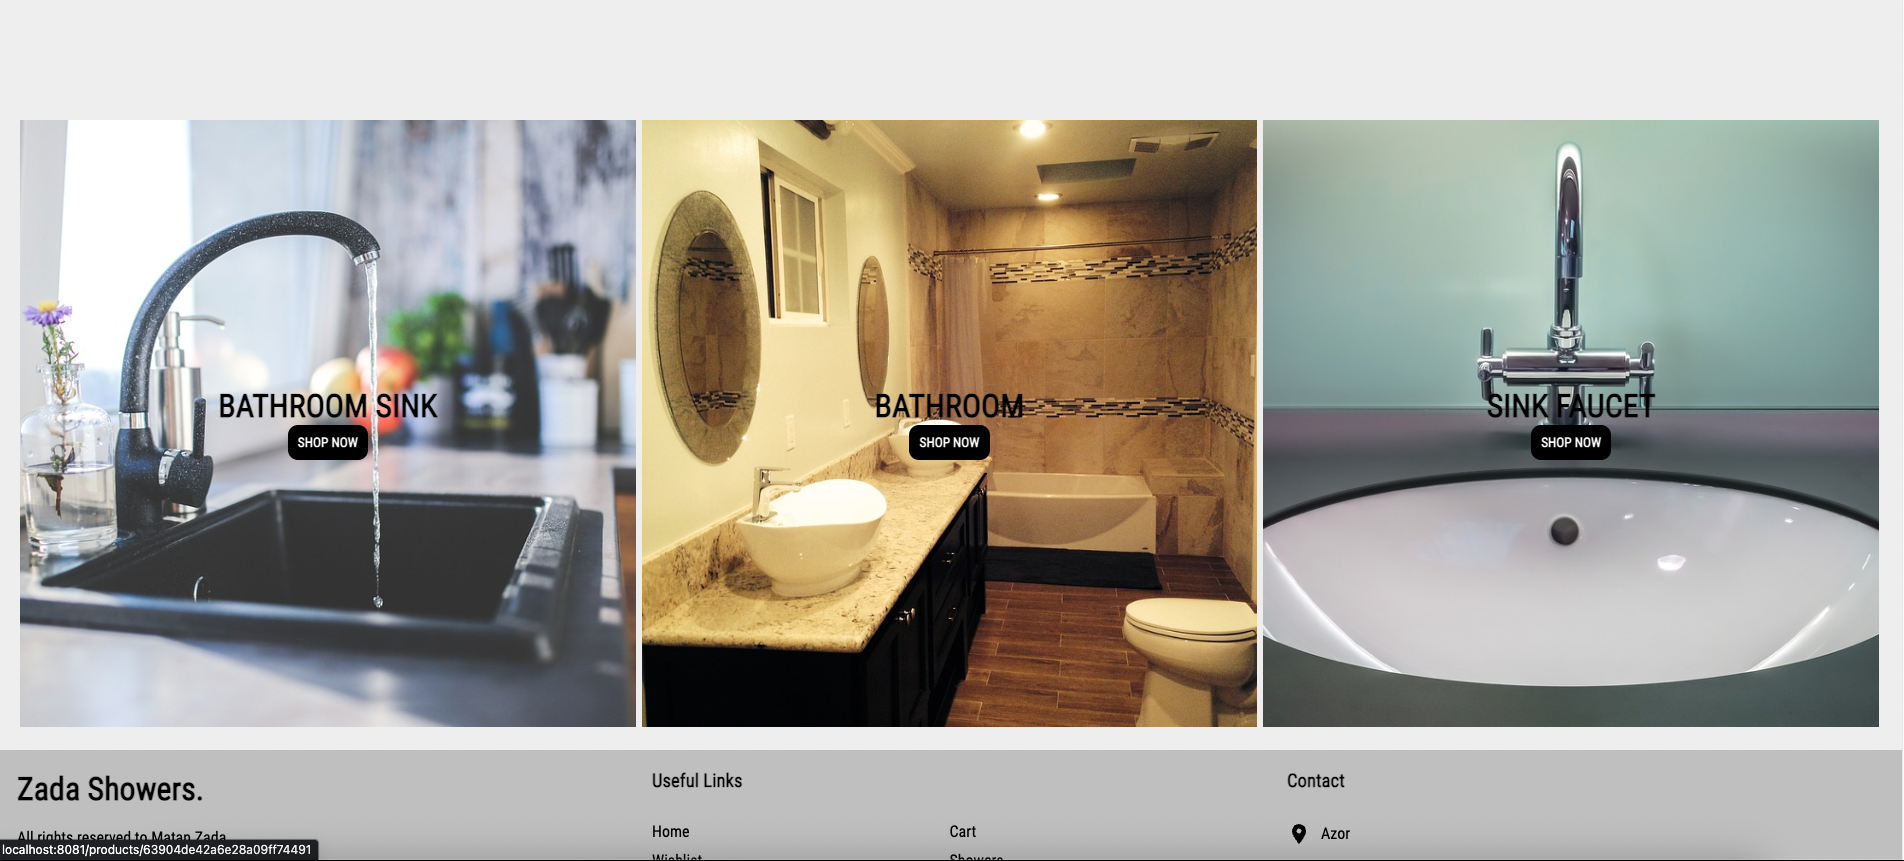 BATHROOM SINK
SHOP NOW
BATHROOM
SHOP NOW
SINK FAUCET
SHOP NOW
Zada Showers.
All rights reserved to Matan Zada
Useful Links
Home
Cart
Wishlist
Showers
Contact
Azor
localhost:8081/products/63904de42a6e28a09ff74491